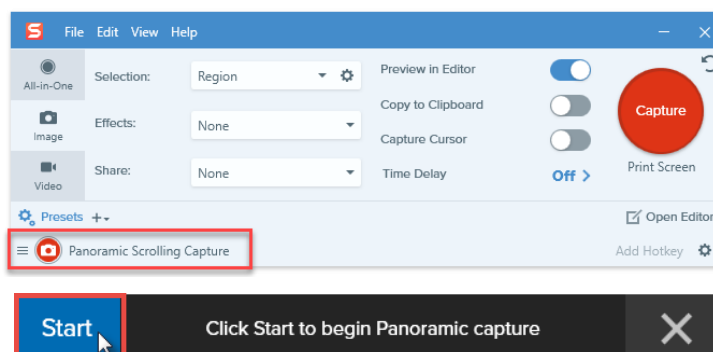 S File Edit View Help
All-in-One
Image
Video
Selection: Region
Effects: None
Share: None
Preview in Editor
Copy to Clipboard
Capture Cursor
Time Delay Off >
Capture
Print Screen
Presets + Open Editor
Panoramic Scrolling Capture Add Hotkey
Start Click Start to begin Panoramic capture